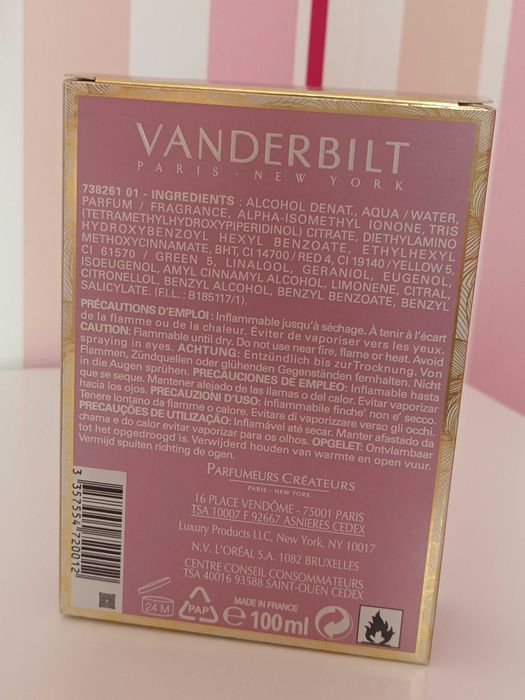 VANDERBILT
PARIS - NEW YORK
738261 01 - INGREDIENTS : ALCOHOL DENAT., AQUA / WATER,
PARFUM / FRAGRANCE, ALPHA-ISOMETHYL IONONE, TRIS
(TETRAMETHYLHYDROXYPIPERIDINOL) CITRATE, DIETHYLAMINO
HYDROXYBENZOYL HEXYL BENZOATE, ETHYLHEXYL
METHOXYCINNAMATE, BHT, CI 14700 / RED 4, CI 19140 / YELLOW 5,
CI 61570 / GREEN 5, LINALOOL, GERANIOL, EUGENOL,
ISOEUGENOL, AMYL CINNAMYL ALCOHOL, LIMONENE, CITRAL,
CITRONELLOL, BENZYL ALCOHOL, BENZYL BENZOATE, BENZYL
SALICYLATE. (F.I.L. : B185117/1).
PRÉCAUTIONS D'EMPLOI : Inflammable jusqu'à séchage. A tenir à l'écart
de la flamme ou de la chaleur. Éviter de vaporiser vers les yeux.
CAUTION: Flammable until dry. Do not use near fire, flame or heat. Avoid
spraying in eyes. ACHTUNG: Entzündlich bis zur Trocknung. Von
Flammen, Zündquellen oder glühenden Gegenständen fernhalten. Nicht
in die Augen sprühen. PRECAUCIONES DE EMPLEO: Inflamable hasta
que se seque. Mantener alejado de las llamas o del calor. Evitar vaporizar
hacia los ojos. PRECAUZIONI D'USO: Infiammabile finche' non e' secco.
Tenere lontano da fiamme o calore. Evitare di vaporizzare verso gli occhi.
PRECAUÇÕES DE UTILIZAÇÃO: Inflamável até secar. Manter afastado da
chama e do calor evitar vaporizar para os olhos. OPGELET: Ontvlambaar
tot het opgedroogd is. Verwijderd houden van warmte en open vuur.
Vermijd spuiten richting de ogen.
PARFUMEURS CRÉATEURS
PARIS - NEW YORK
16 PLACE VENDÔME - 75001 PARIS
TSA 10007 F 92667 ASNIERES CEDEX
Luxury Products LLC, New York, NY 10017
N.V. L'ORÉAL S.A. 1082 BRUXELLES
CENTRE CONSEIL CONSOMMATEURS
TSA 40016 93588 SAINT-OUEN CEDEX
3 357554 720012
24 M
PAP
MADE IN FRANCE
e 100 ml